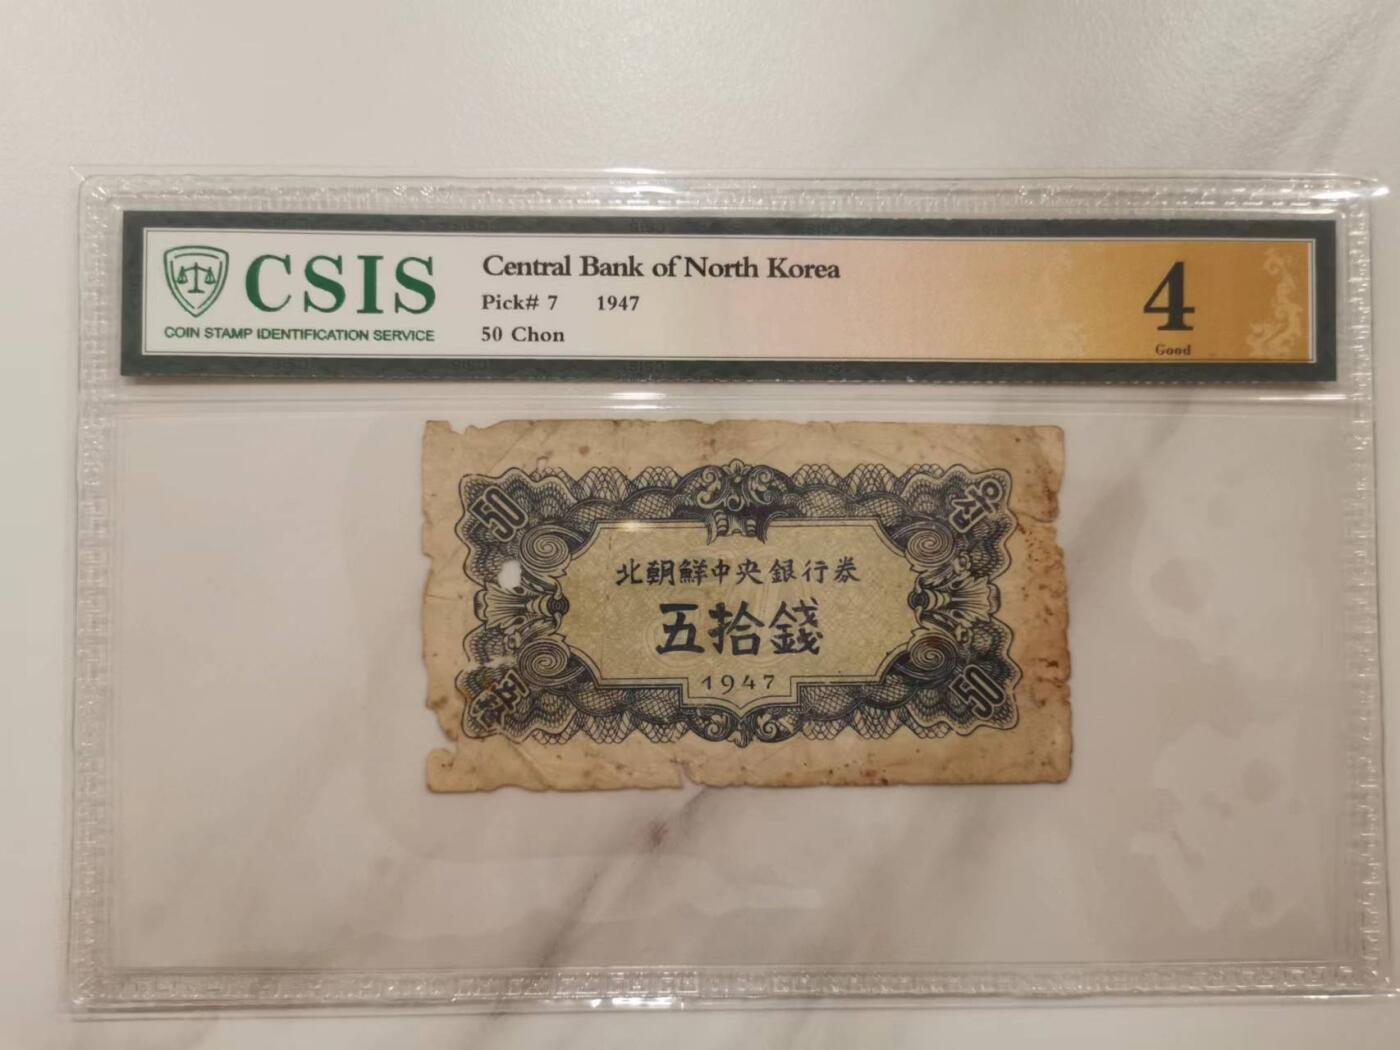 CSIS
COIN STAMP IDENTIFICATION SERVICE
Central Bank of North Korea
Pick# 7 1947
50 Chon
4
Good
50
北朝鮮中央銀行券
五拾錢
1947
50